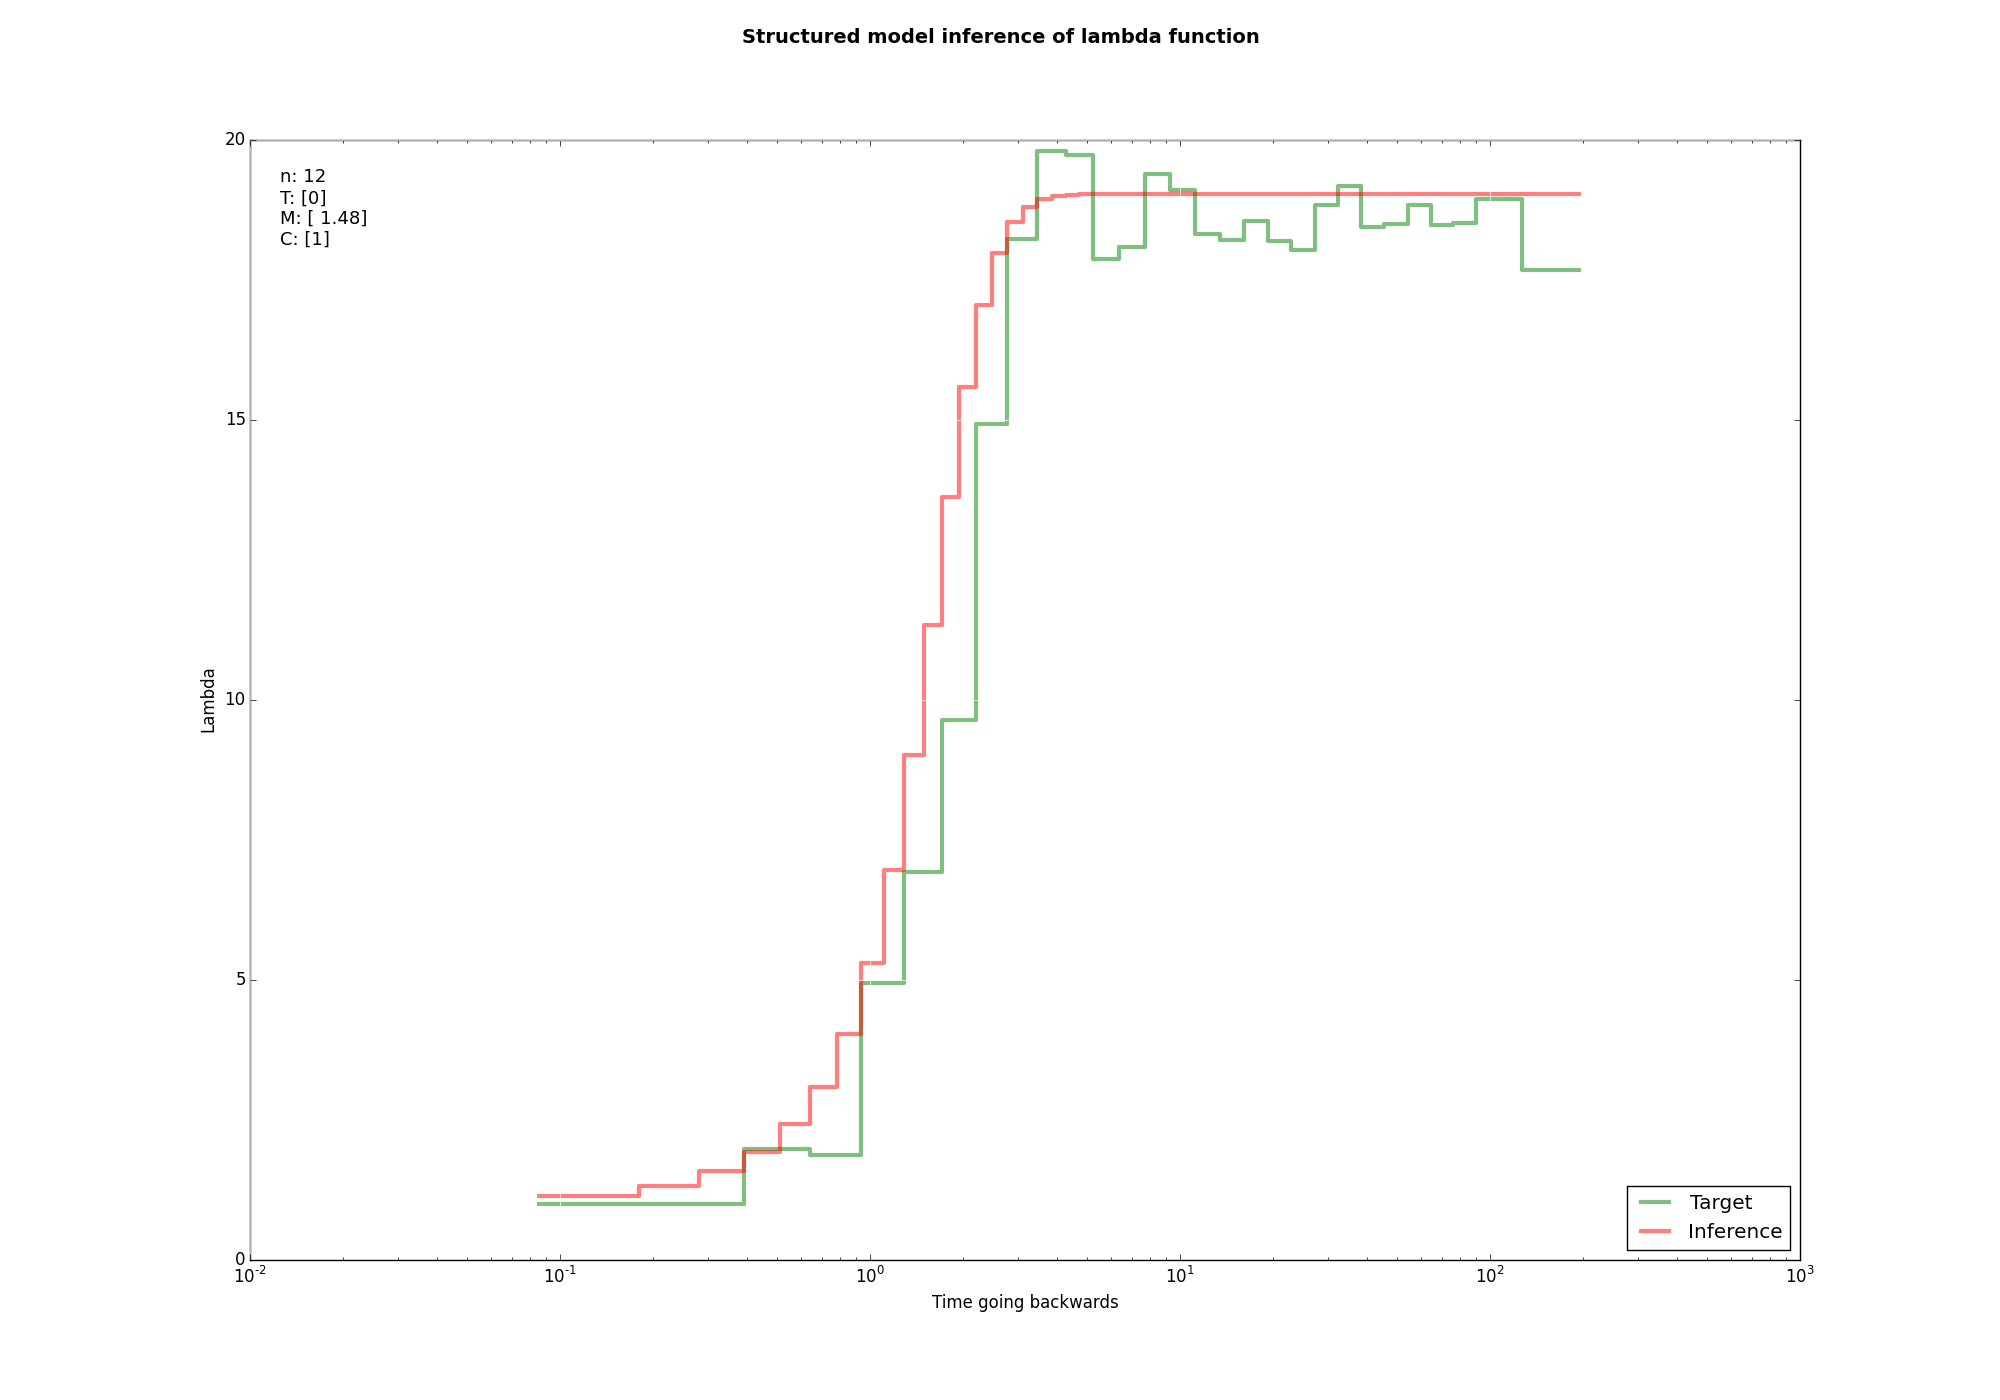 Structured model inference of lambda function
20
n: 12
T: [0]
M: [ 1.48]
C: [1]
15
Lambda
10
5
Target
Inference
0
10^-2 10^-1 10^0 10^1 10^2 10^3
Time going backwards